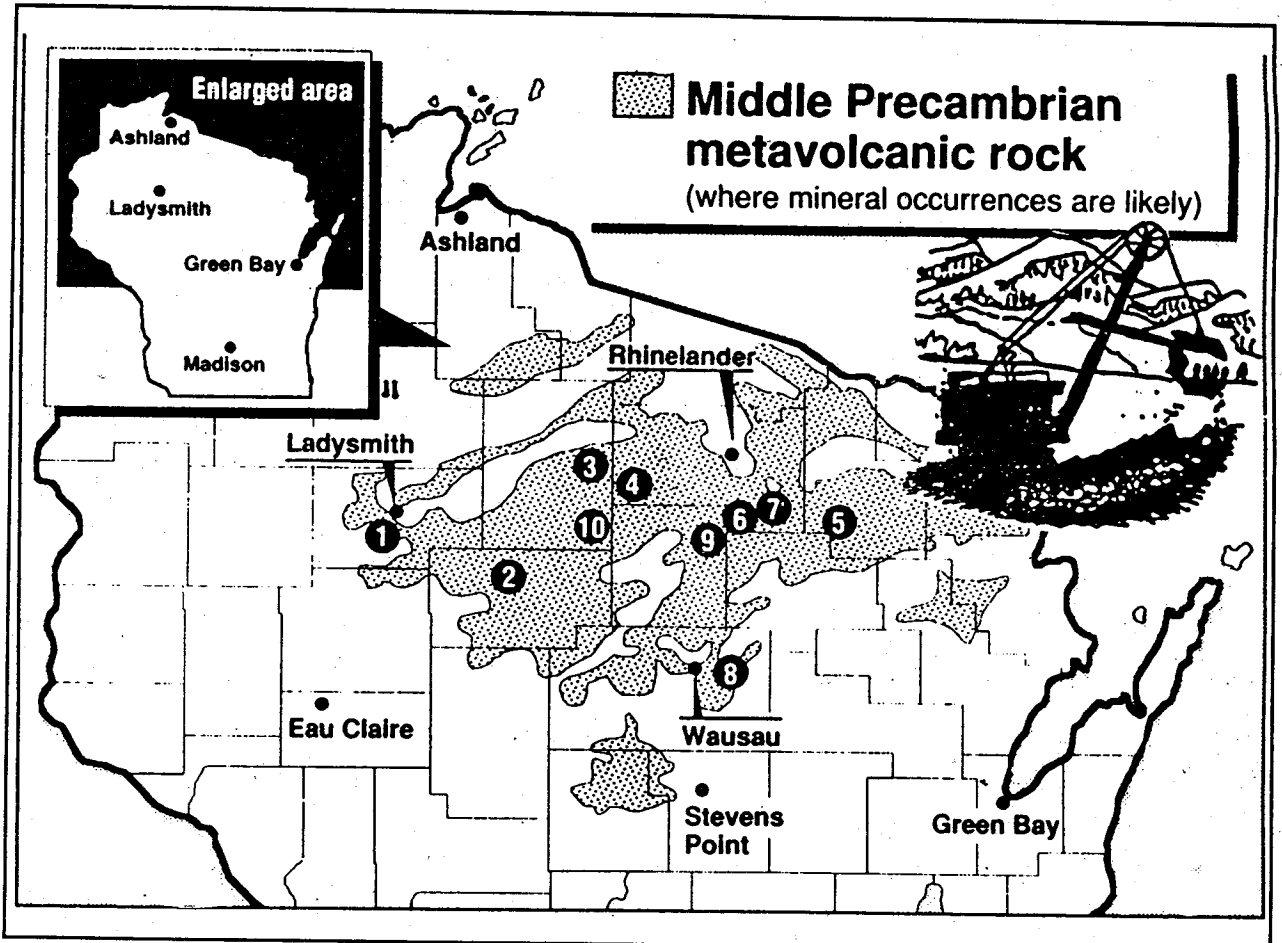 Enlarged area
Ashland
Ladysmith
Green Bay
Madison
Middle Precambrian
metavolcanic rock
(where mineral occurrences are likely)
Ashland
Rhinelander
Ladysmith
3
4
1
10
6
7
5
9
2
8
Eau Claire
Wausau
Stevens
Point
Green Bay